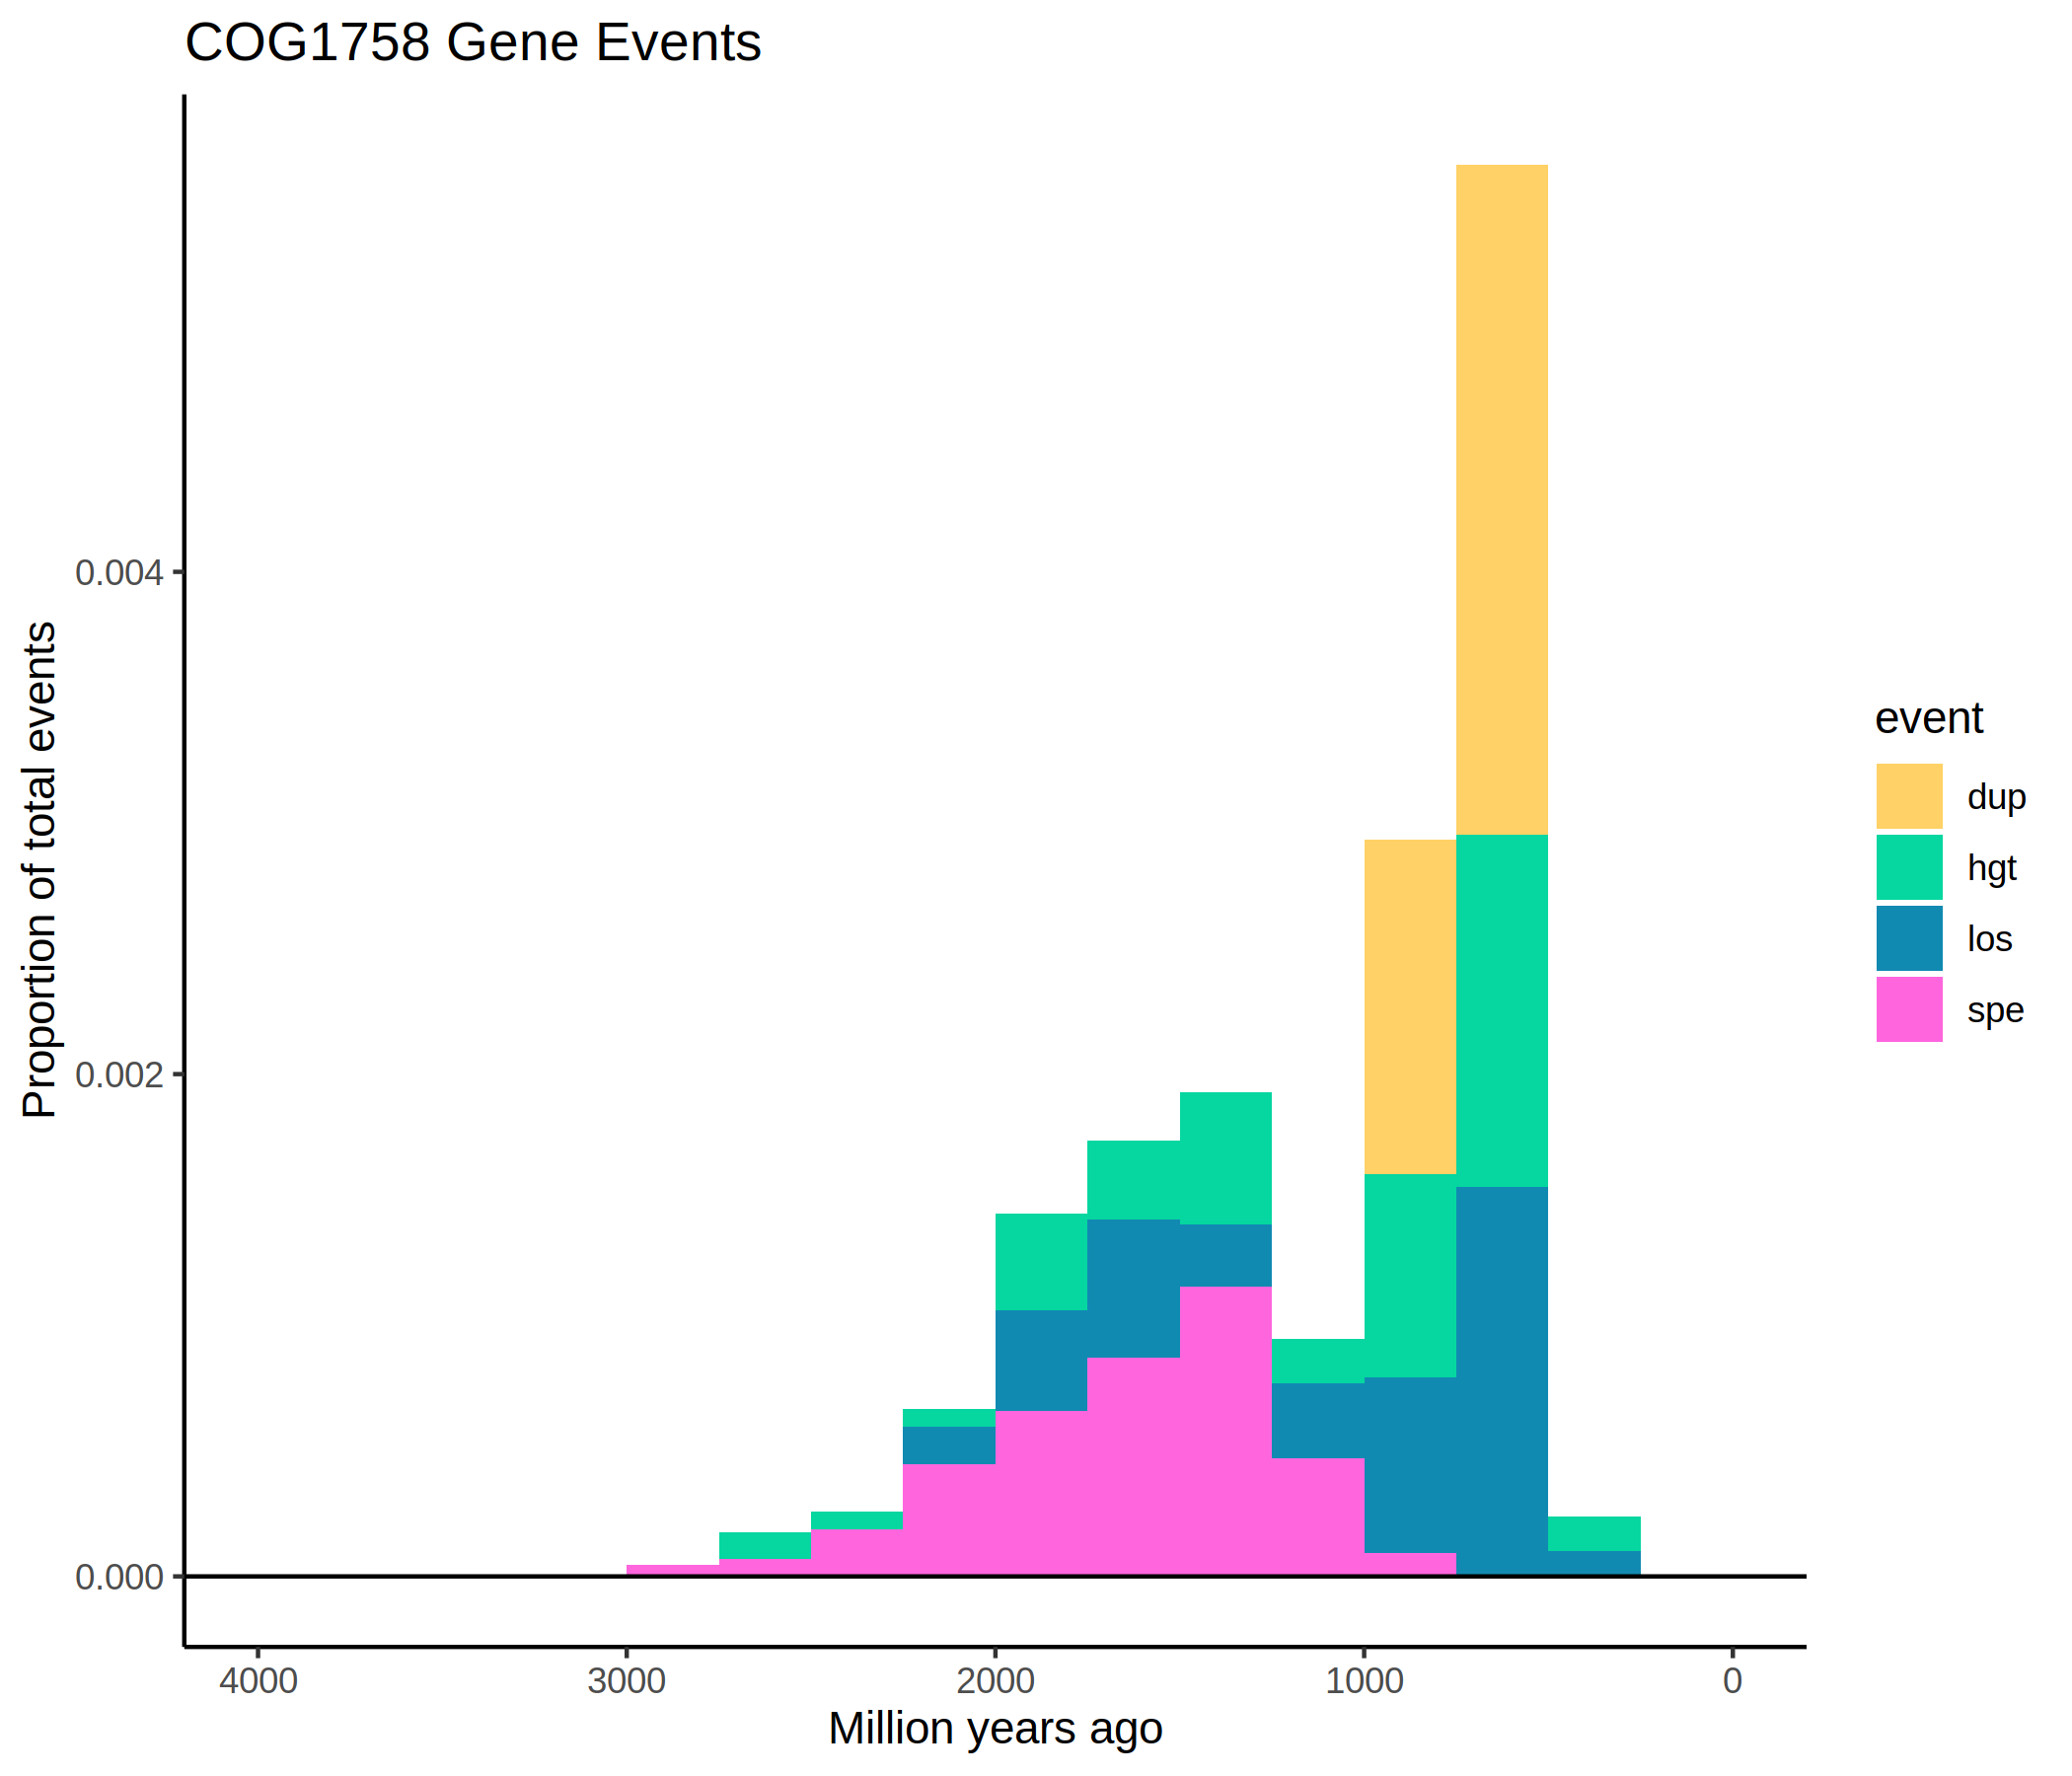 COG1758 Gene Events
Proportion of total events
0.004
0.002
0.000
4000 3000 2000 1000 0
Million years ago
event
dup
hgt
los
spe